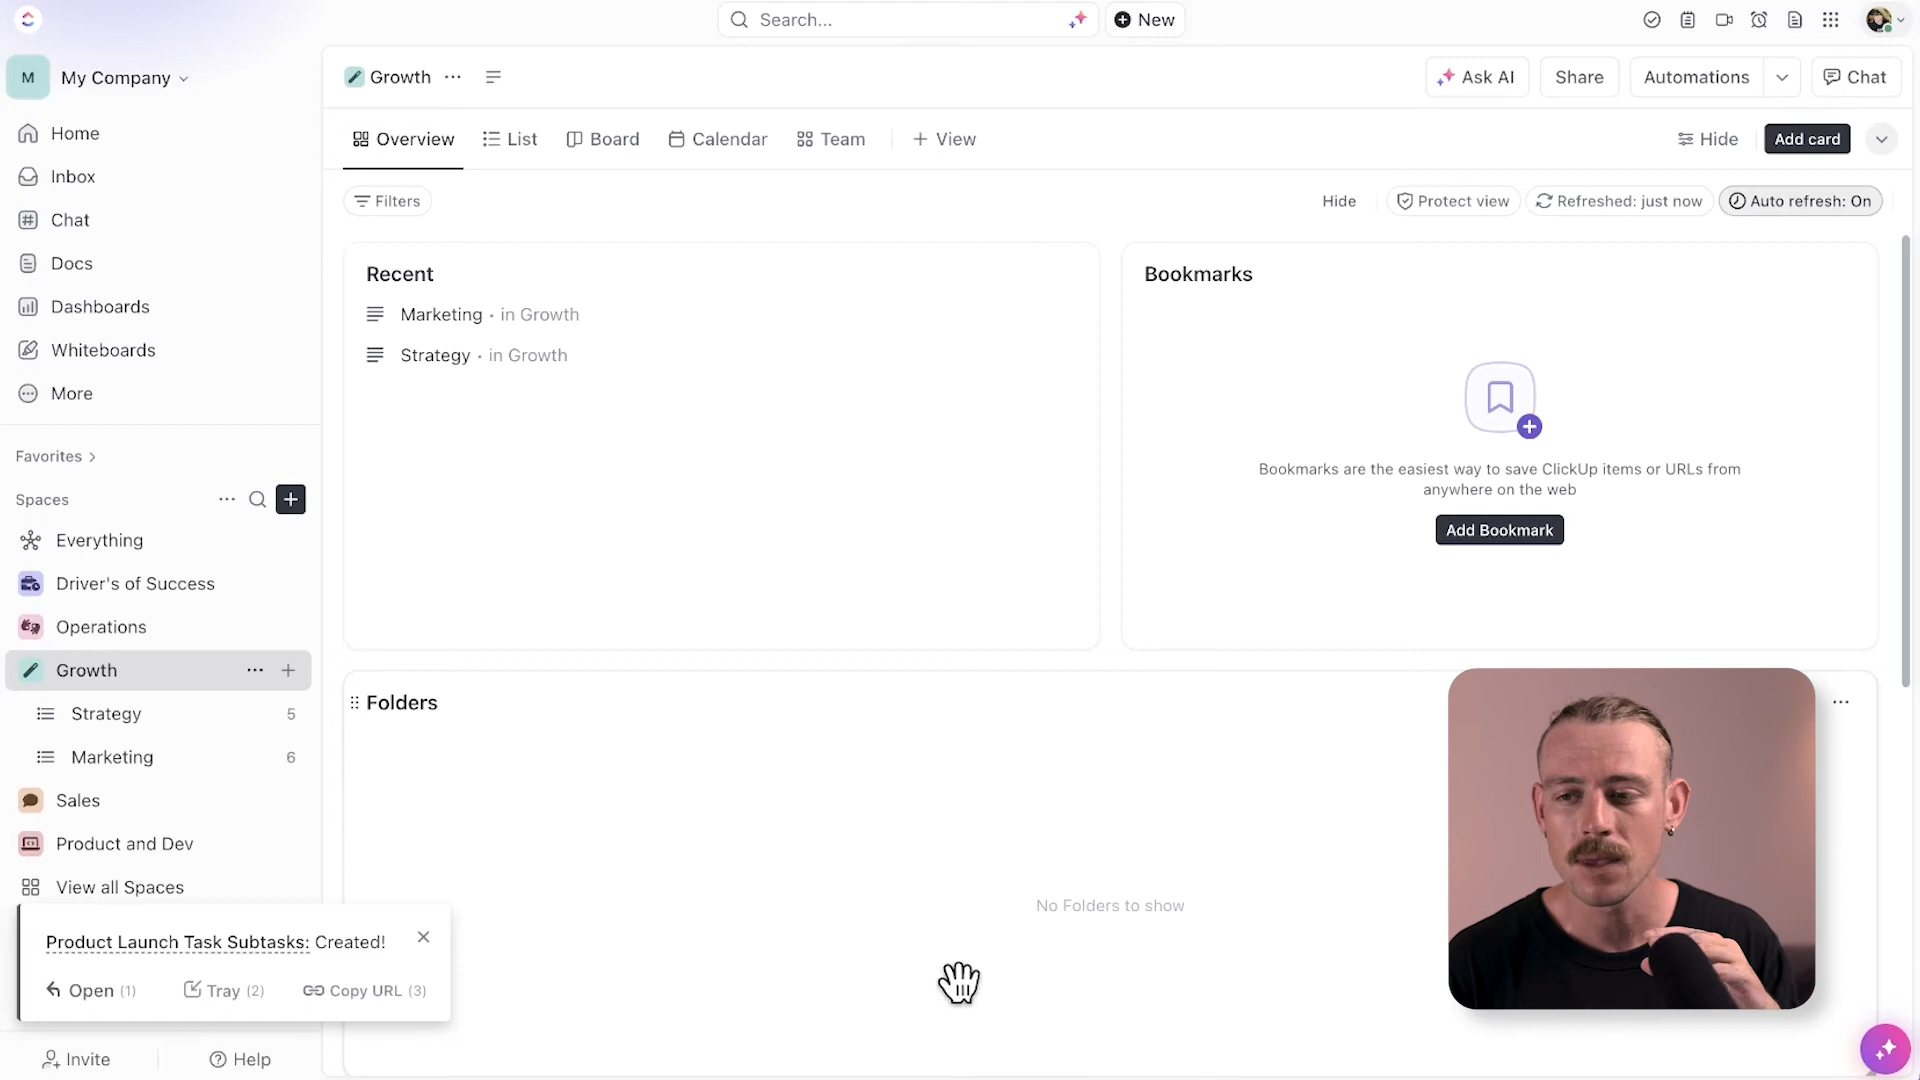 Search...
New
M
My Company
Growth
Ask AI
Share
Automations
Chat
Home
Inbox
Chat
Docs
Dashboards
Whiteboards
More
Favorites
Spaces
Everything
Driver's of Success
Operations
Growth
Strategy 5
Marketing 6
Sales
Product and Dev
View all Spaces
Overview
List
Board
Calendar
Team
+ View
Hide
Add card
Filters
Hide
Protect view
Refreshed: just now
Auto refresh: On
Recent
Marketing • in Growth
Strategy • in Growth
Bookmarks
Bookmarks are the easiest way to save ClickUp items or URLs from
anywhere on the web
Add Bookmark
Folders
No Folders to show
Product Launch Task Subtasks: Created!
Open (1)
Tray (2)
Copy URL (3)
Invite
Help